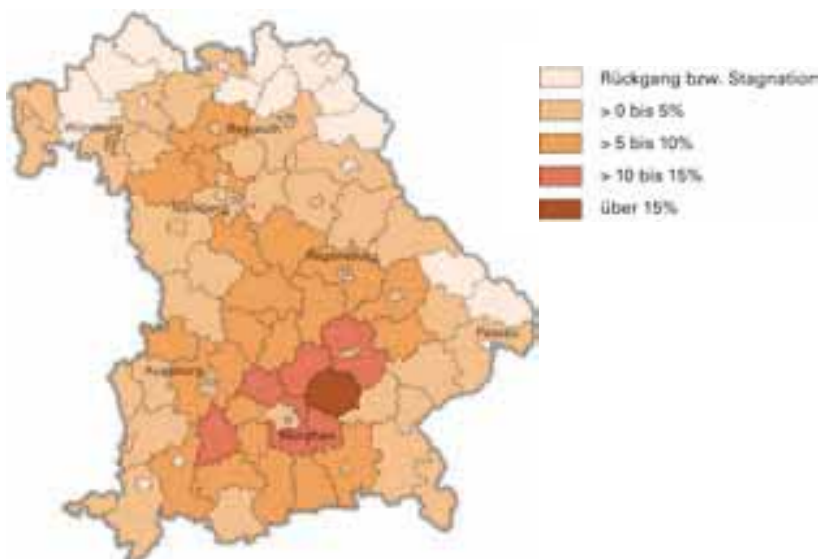 Rückgang bzw. Stagnation
> 0 bis 5%
> 5 bis 10%
> 10 bis 15%
über 15%
Würzburg
Bayreuth
Nürnberg
Regensburg
Passau
Augsburg
München